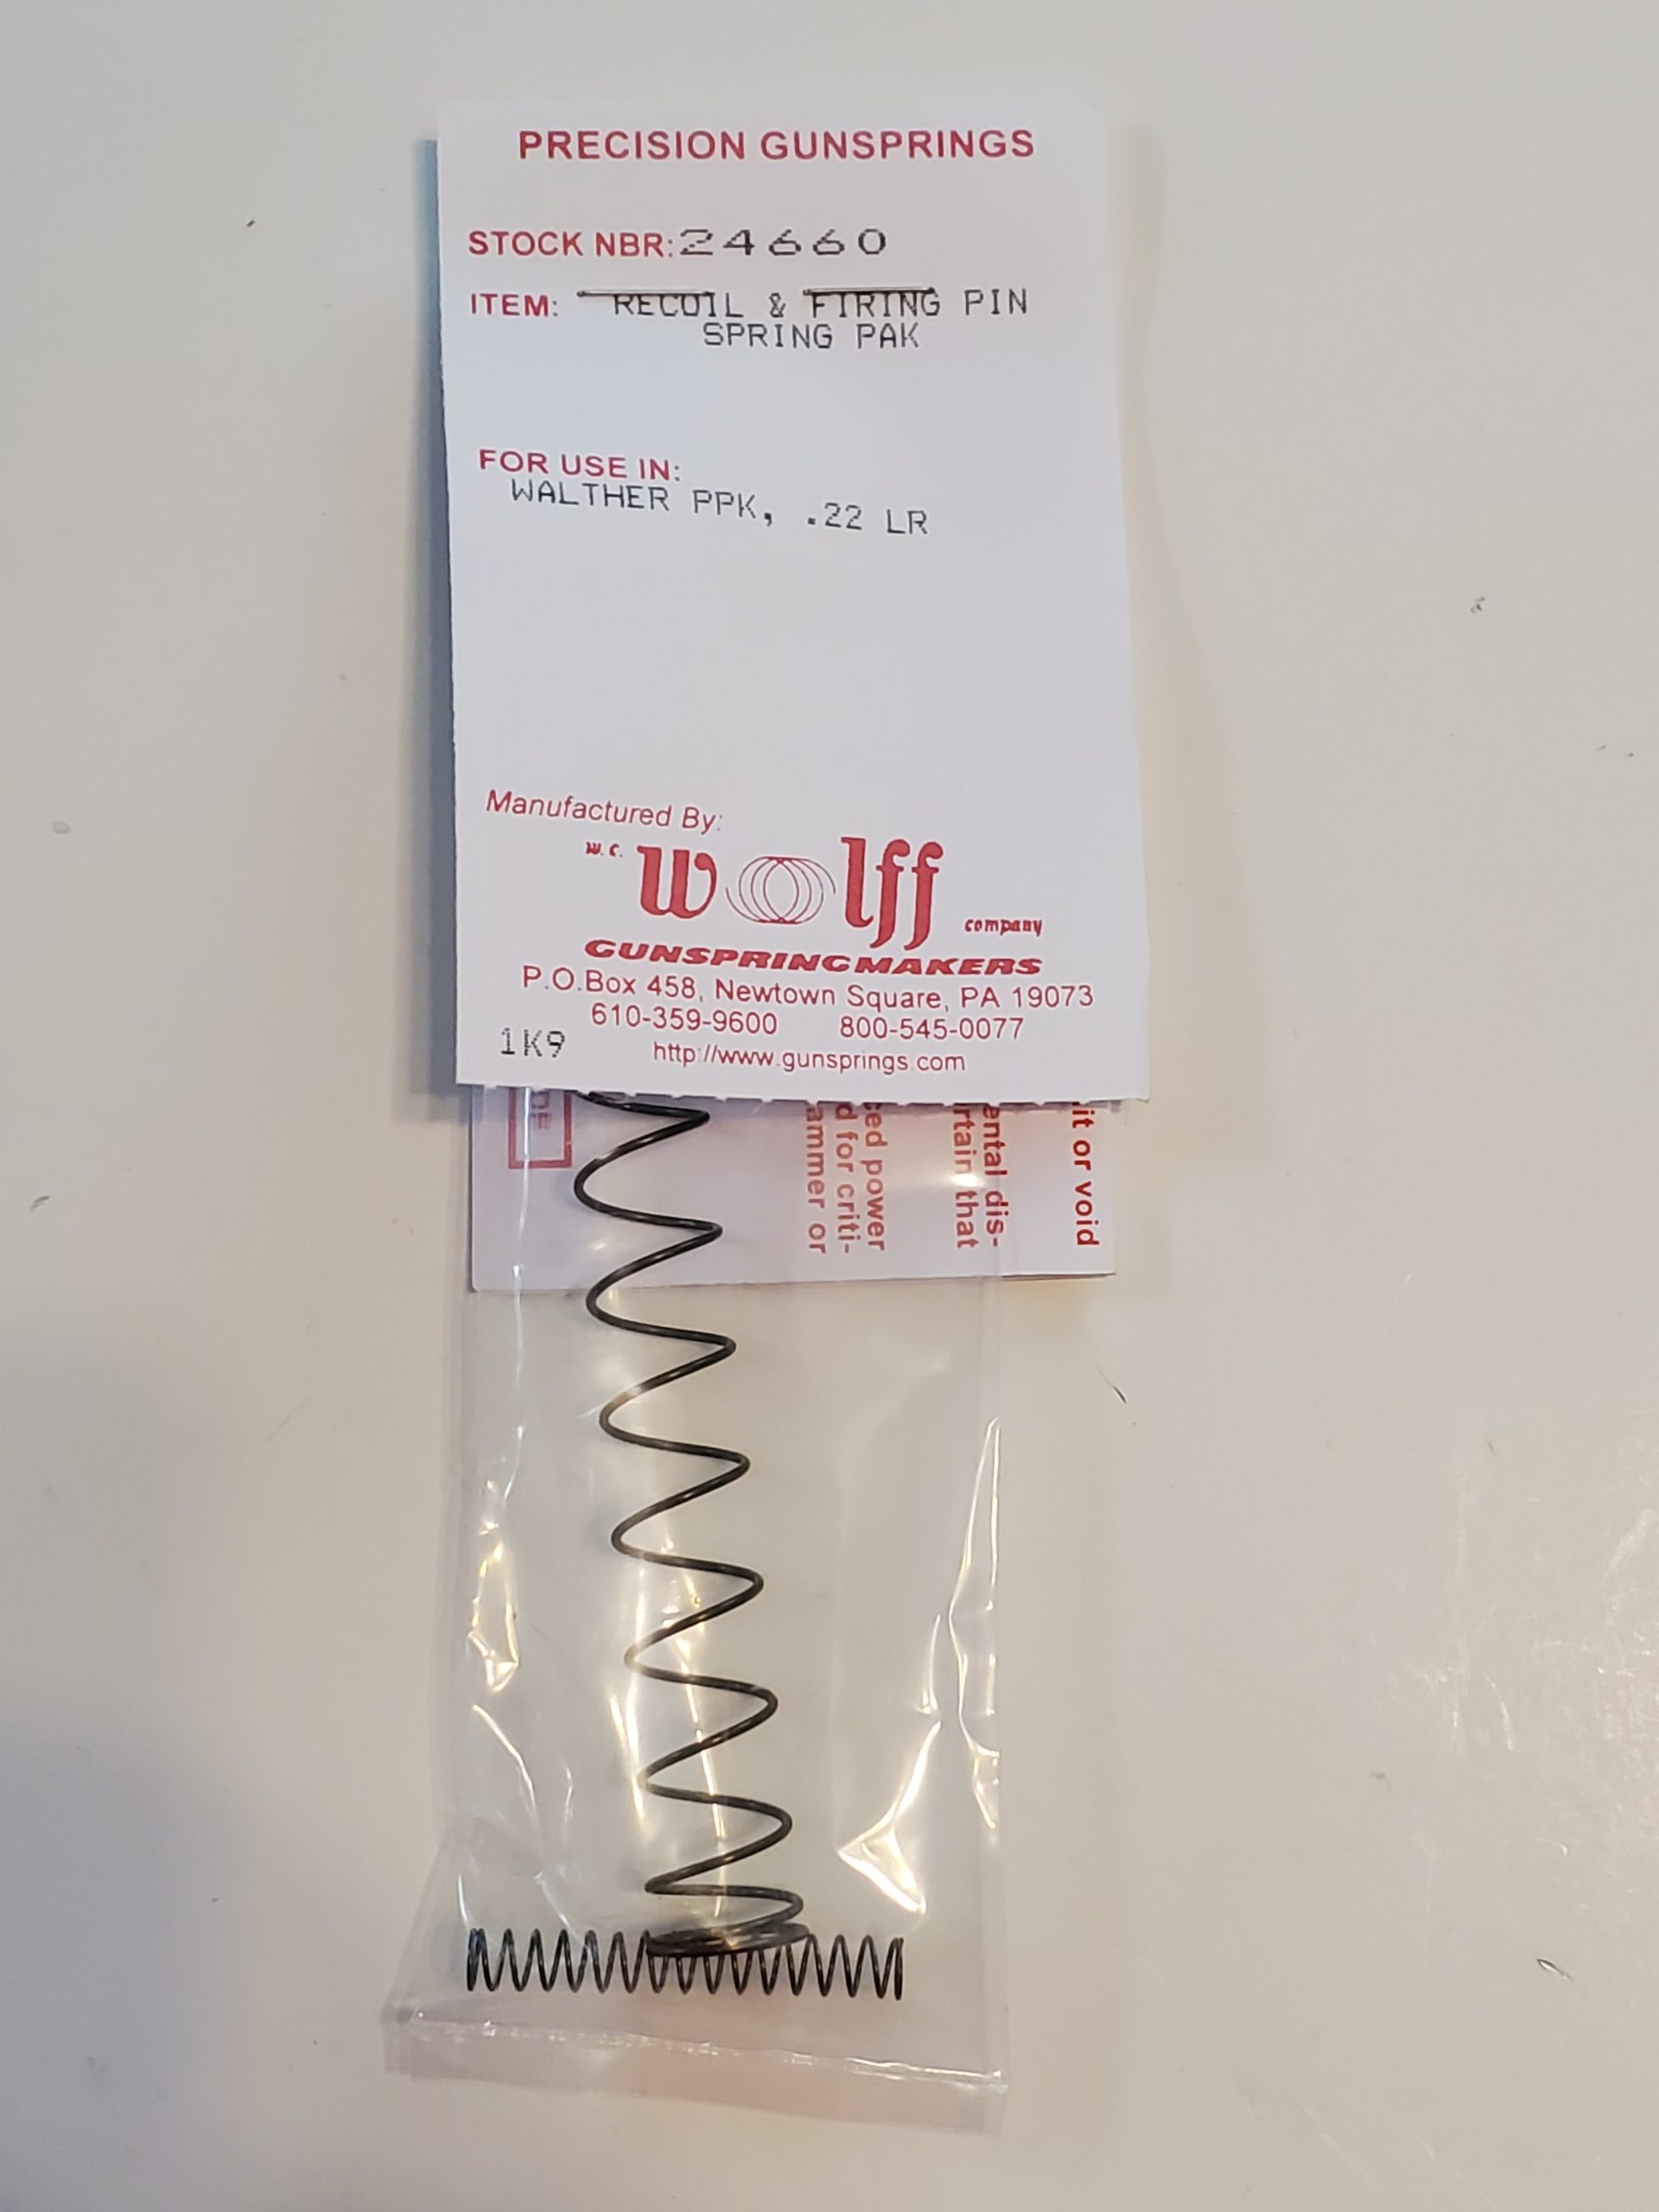 PRECISION GUNSPRINGS
STOCK NBR: 24660
ITEM: RECOIL & FIRING PIN
SPRING PAK
FOR USE IN:
WALTHER PPK, .22 LR
Manufactured By:
W. C. Wolff company
GUNSPRINGMAKERS
P.O.Box 458, Newtown Square, PA 19073
610-359-9600 800-545-0077
1K9 http://www.gunsprings.com
it or void
ental dis-
rtain that
ced power
d for criti-
ammer or